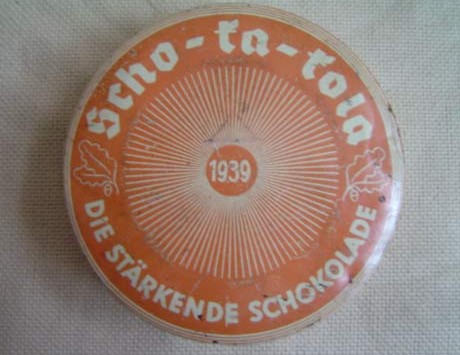 Scho-ka-kola
1939
DIE STÄRKENDE SCHOKOLADE